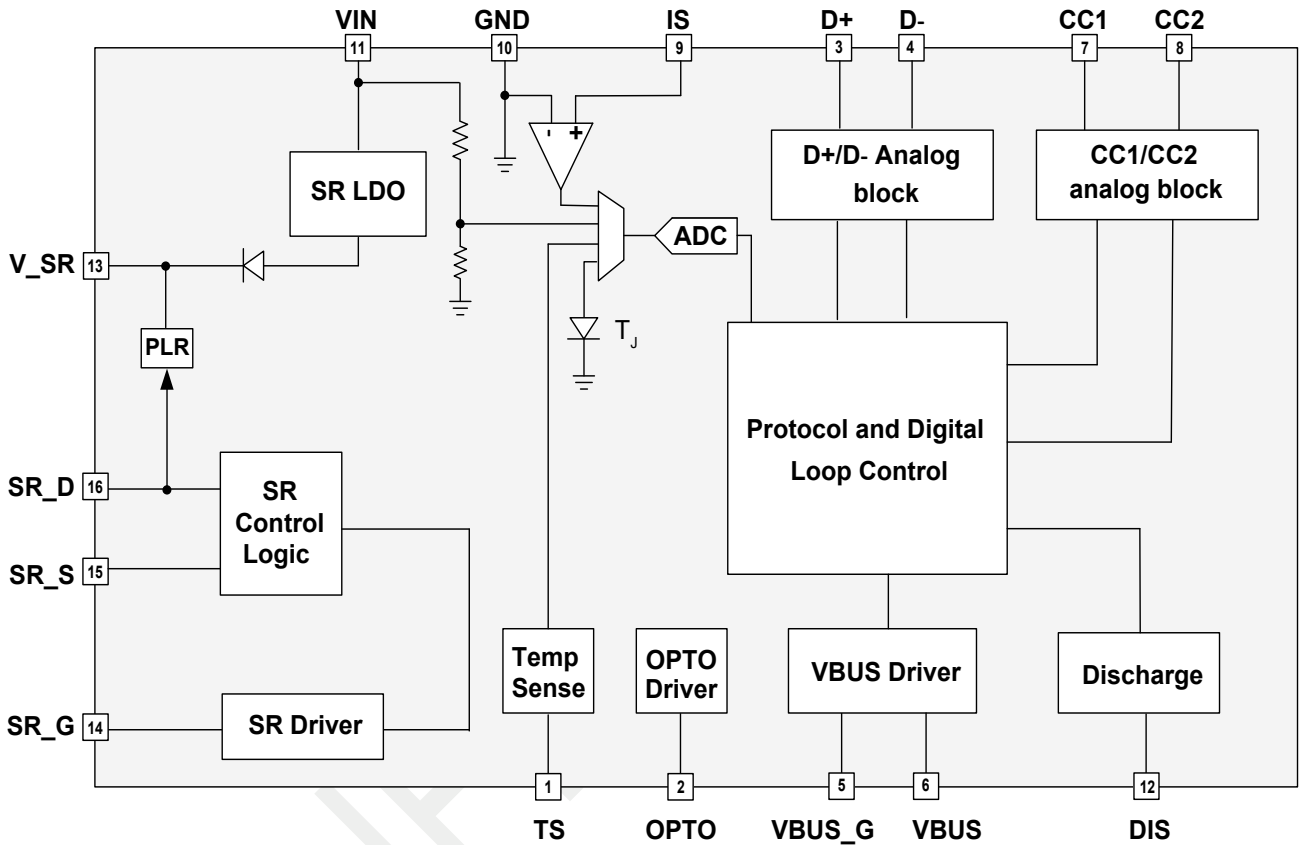 VIN GND IS D+ D- CC1 CC2
11 10 9 3 4 7 8
- +
D+/D- Analog
block
CC1/CC2
analog block
SR LDO
ADC
V_SR 13
T_J
PLR
Protocol and Digital
Loop Control
SR_D 16
SR
Control
Logic
SR_S 15
Temp
Sense
OPTO
Driver
VBUS Driver
Discharge
SR_G 14
SR Driver
1 2 5 6 12
TS OPTO VBUS_G VBUS DIS